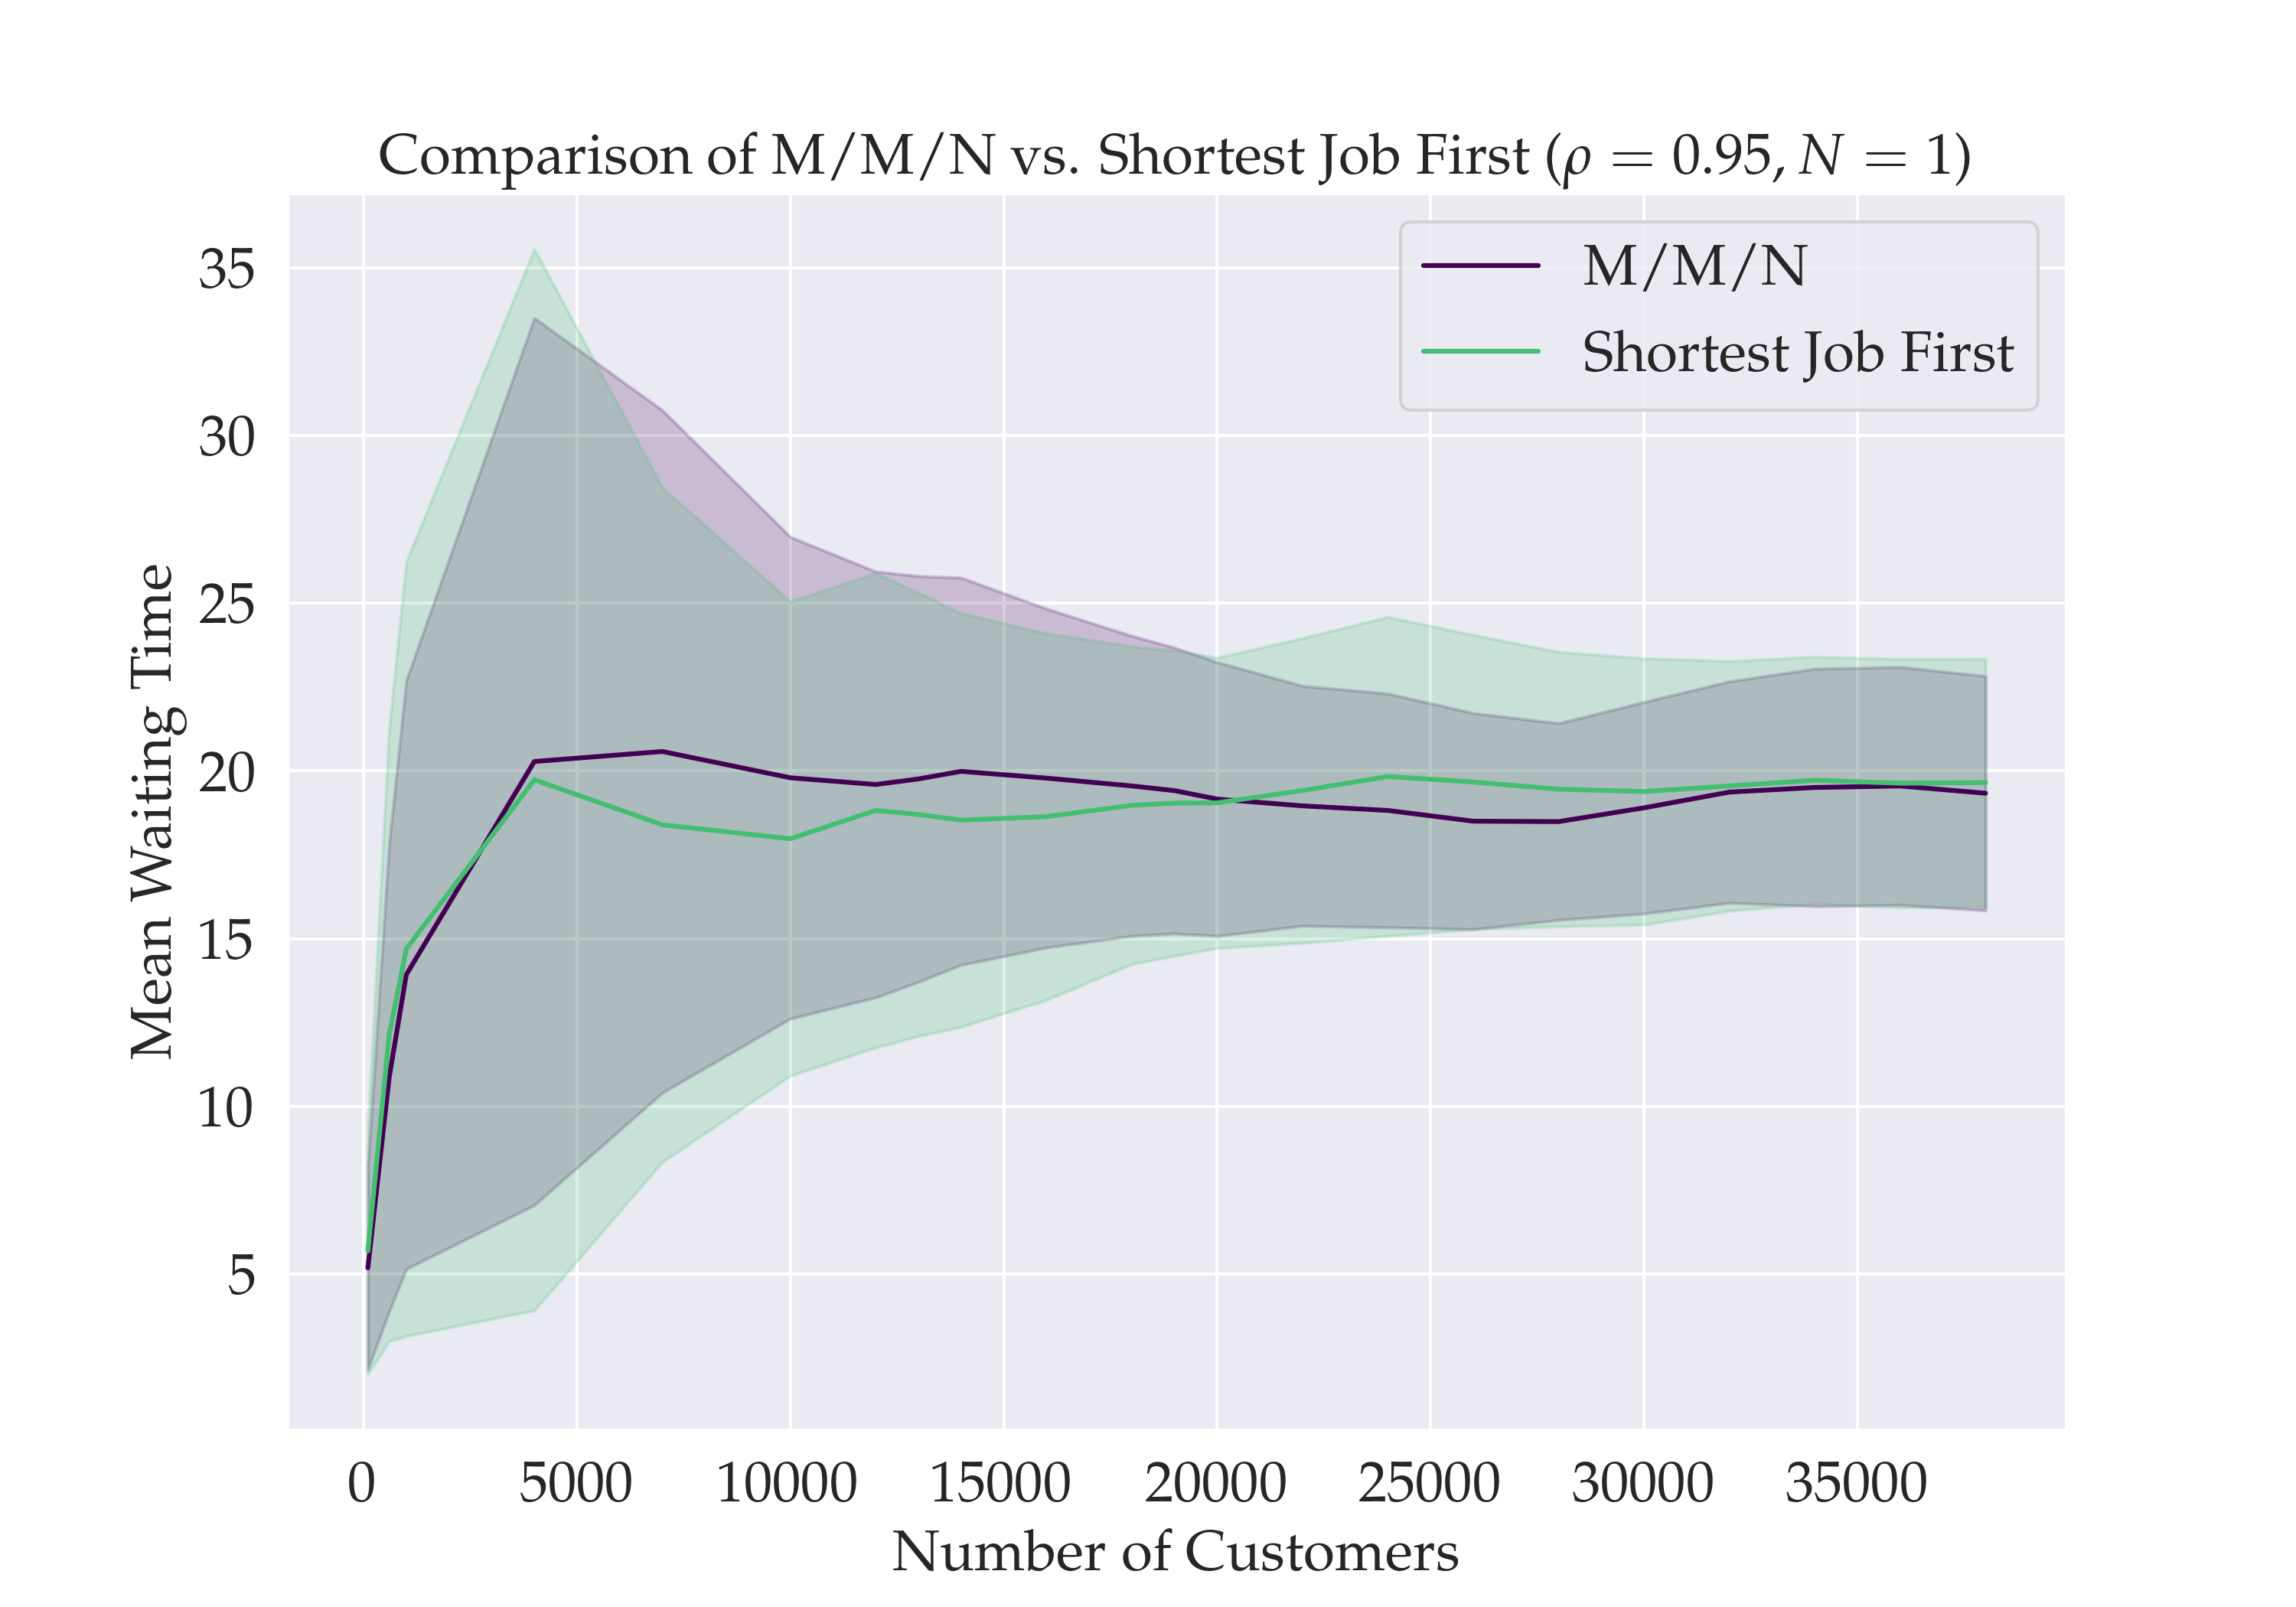 Comparison of M/M/N vs. Shortest Job First (ρ = 0.95, N = 1)
M/M/N
Shortest Job First
Mean Waiting Time
35
30
25
20
15
10
5
0 5000 10000 15000 20000 25000 30000 35000
Number of Customers